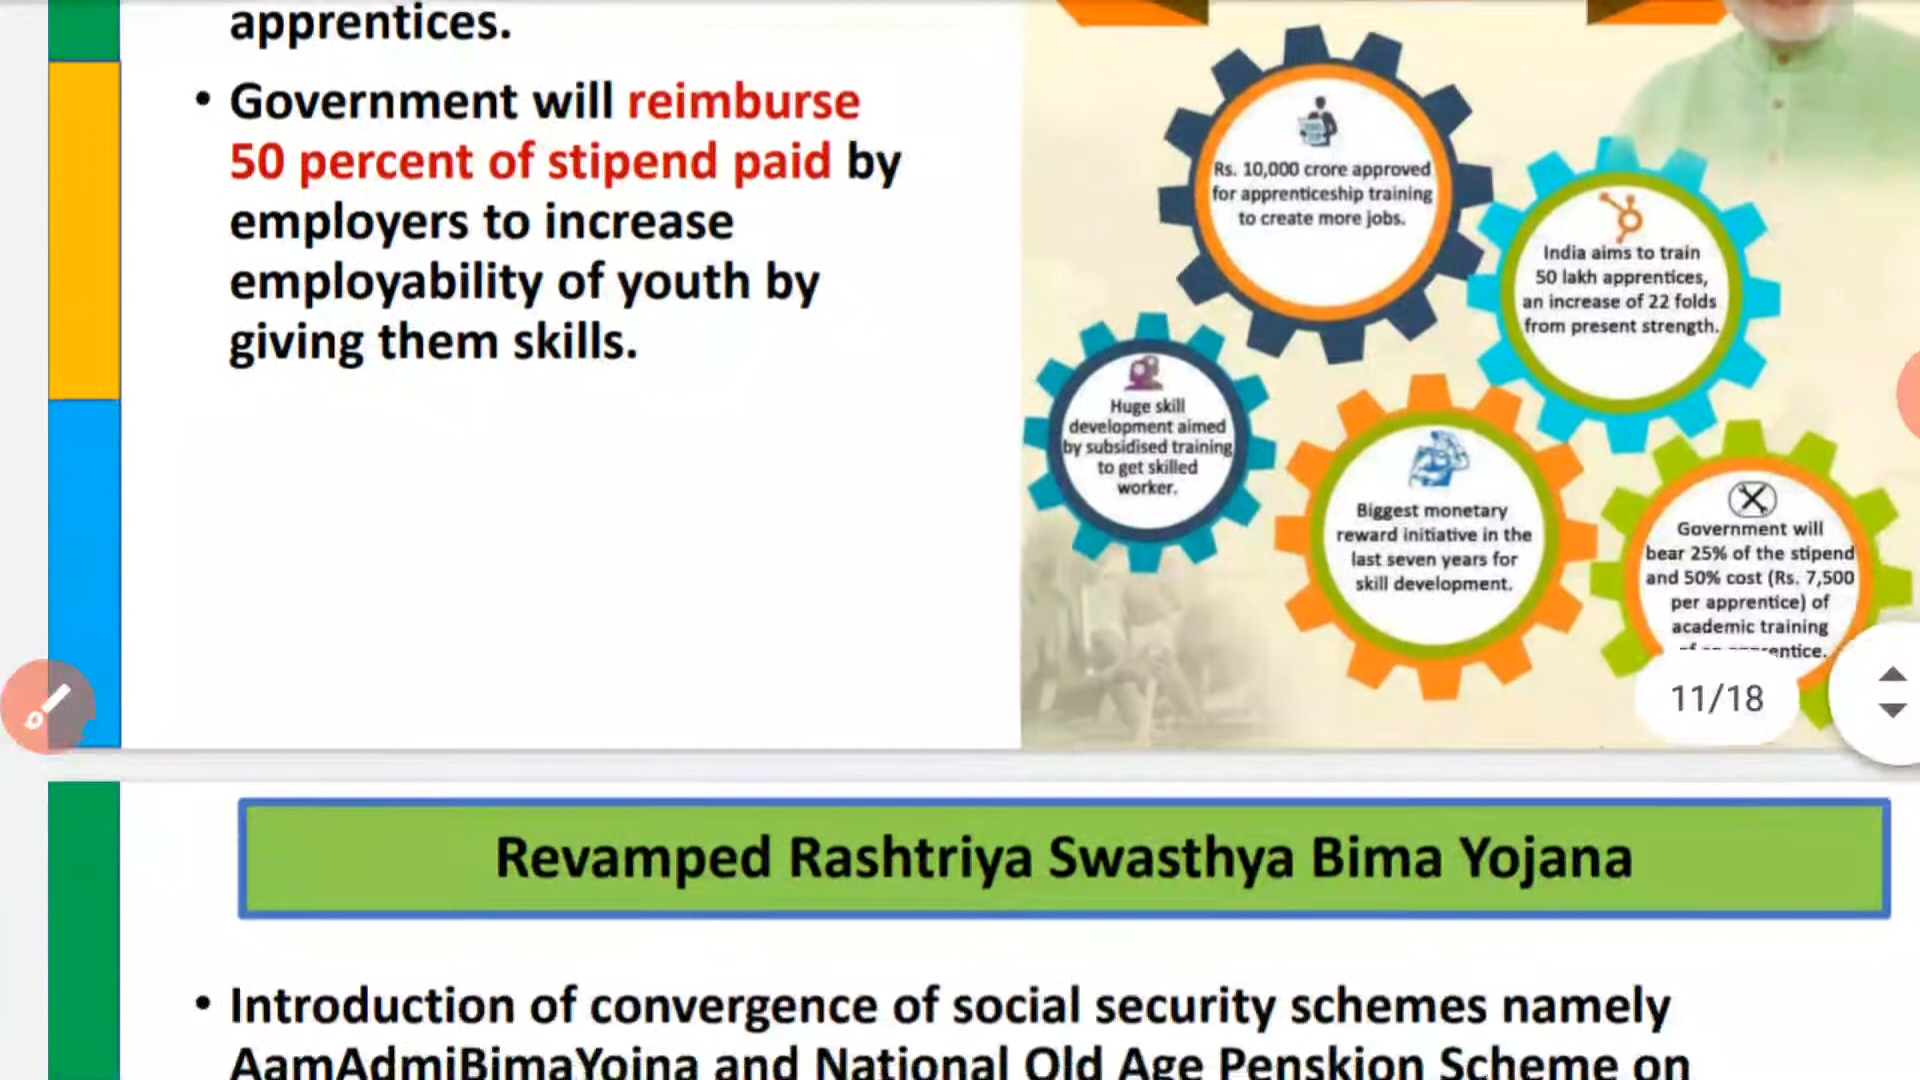 apprentices.
• Government will reimburse
50 percent of stipend paid by
employers to increase
employability of youth by
giving them skills.
Rs. 10,000 crore approved
for apprenticeship training
to create more jobs.
India aims to train
50 lakh apprentices,
an increase of 22 folds
from present strength.
Huge skill
development aimed
by subsidised training
to get skilled
worker.
Biggest monetary
reward initiative in the
last seven years for
skill development.
Government will
bear 25% of the stipend
and 50% cost (Rs. 7,500
per apprentice) of
academic training
11/18
Revamped Rashtriya Swasthya Bima Yojana
• Introduction of convergence of social security schemes namely
AamAdmiBimaYojna and National Old Age Penskion Scheme on